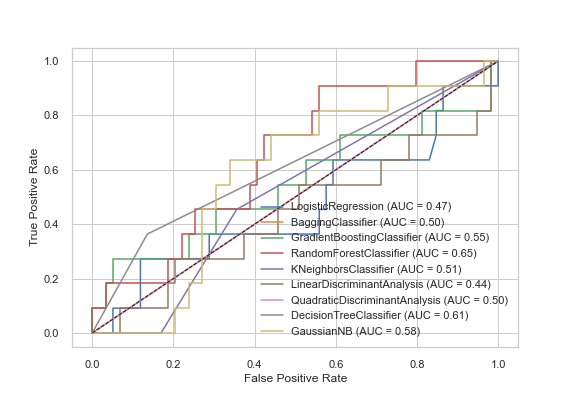 1.0
0.8
0.6
0.4
0.2
0.0
True Positive Rate
LogisticRegression (AUC = 0.47)
BaggingClassifier (AUC = 0.50)
GradientBoostingClassifier (AUC = 0.55)
RandomForestClassifier (AUC = 0.65)
KNeighborsClassifier (AUC = 0.51)
LinearDiscriminantAnalysis (AUC = 0.44)
QuadraticDiscriminantAnalysis (AUC = 0.50)
DecisionTreeClassifier (AUC = 0.61)
GaussianNB (AUC = 0.58)
0.0 0.2 0.4 0.6 0.8 1.0
False Positive Rate